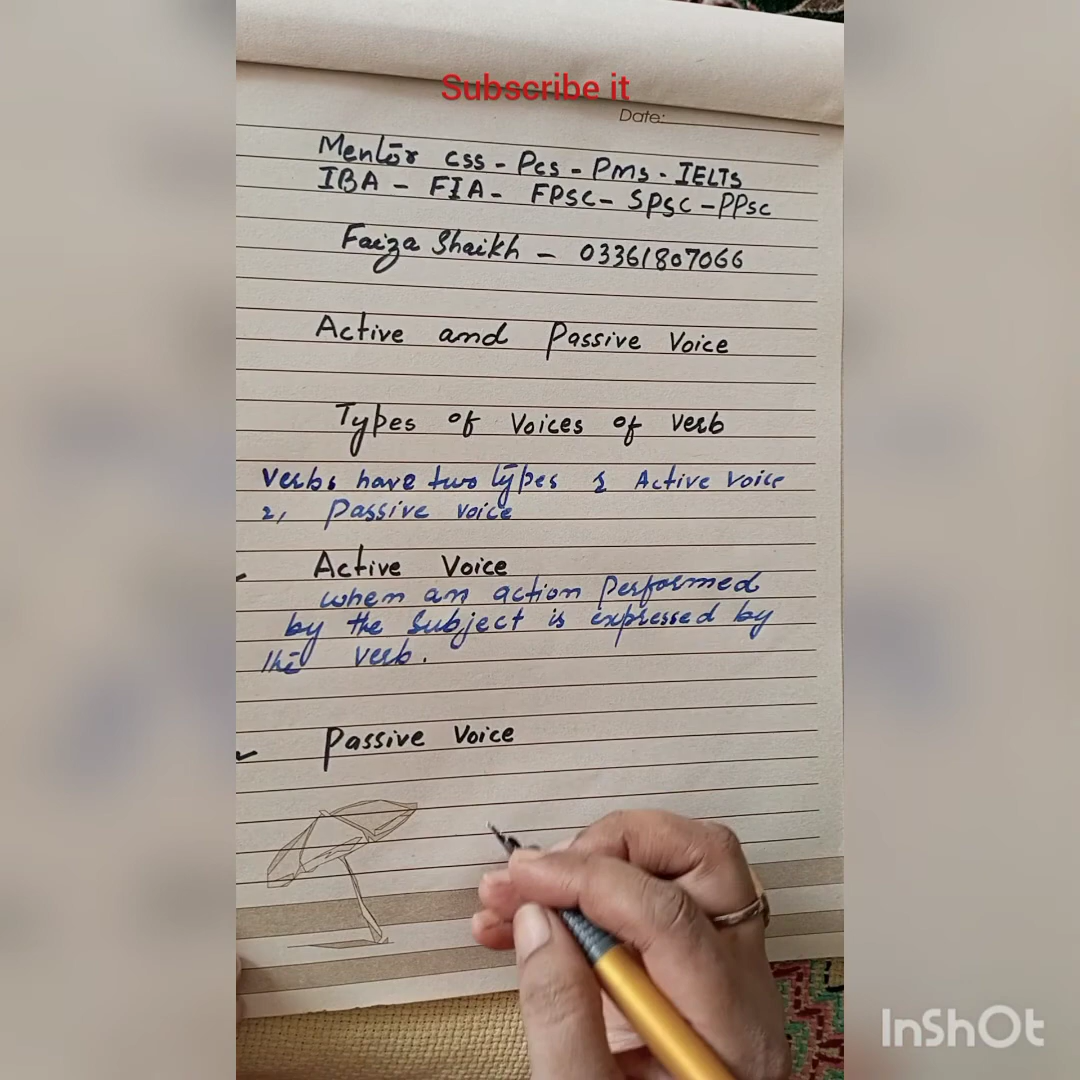 Subscribe it
Date:
Mentor CSS - PCS - PMS - IELTS
IBA - FIA - FPSC - SPSC - PPSC
Faiza Shaikh - 03361807066
Active and Passive Voice
Types of Voices of verb
Verbs have two types 1, Active voice
2, Passive voice
Active Voice
when an action performed
by the subject is expressed by
the verb.
Passive Voice
InShOt